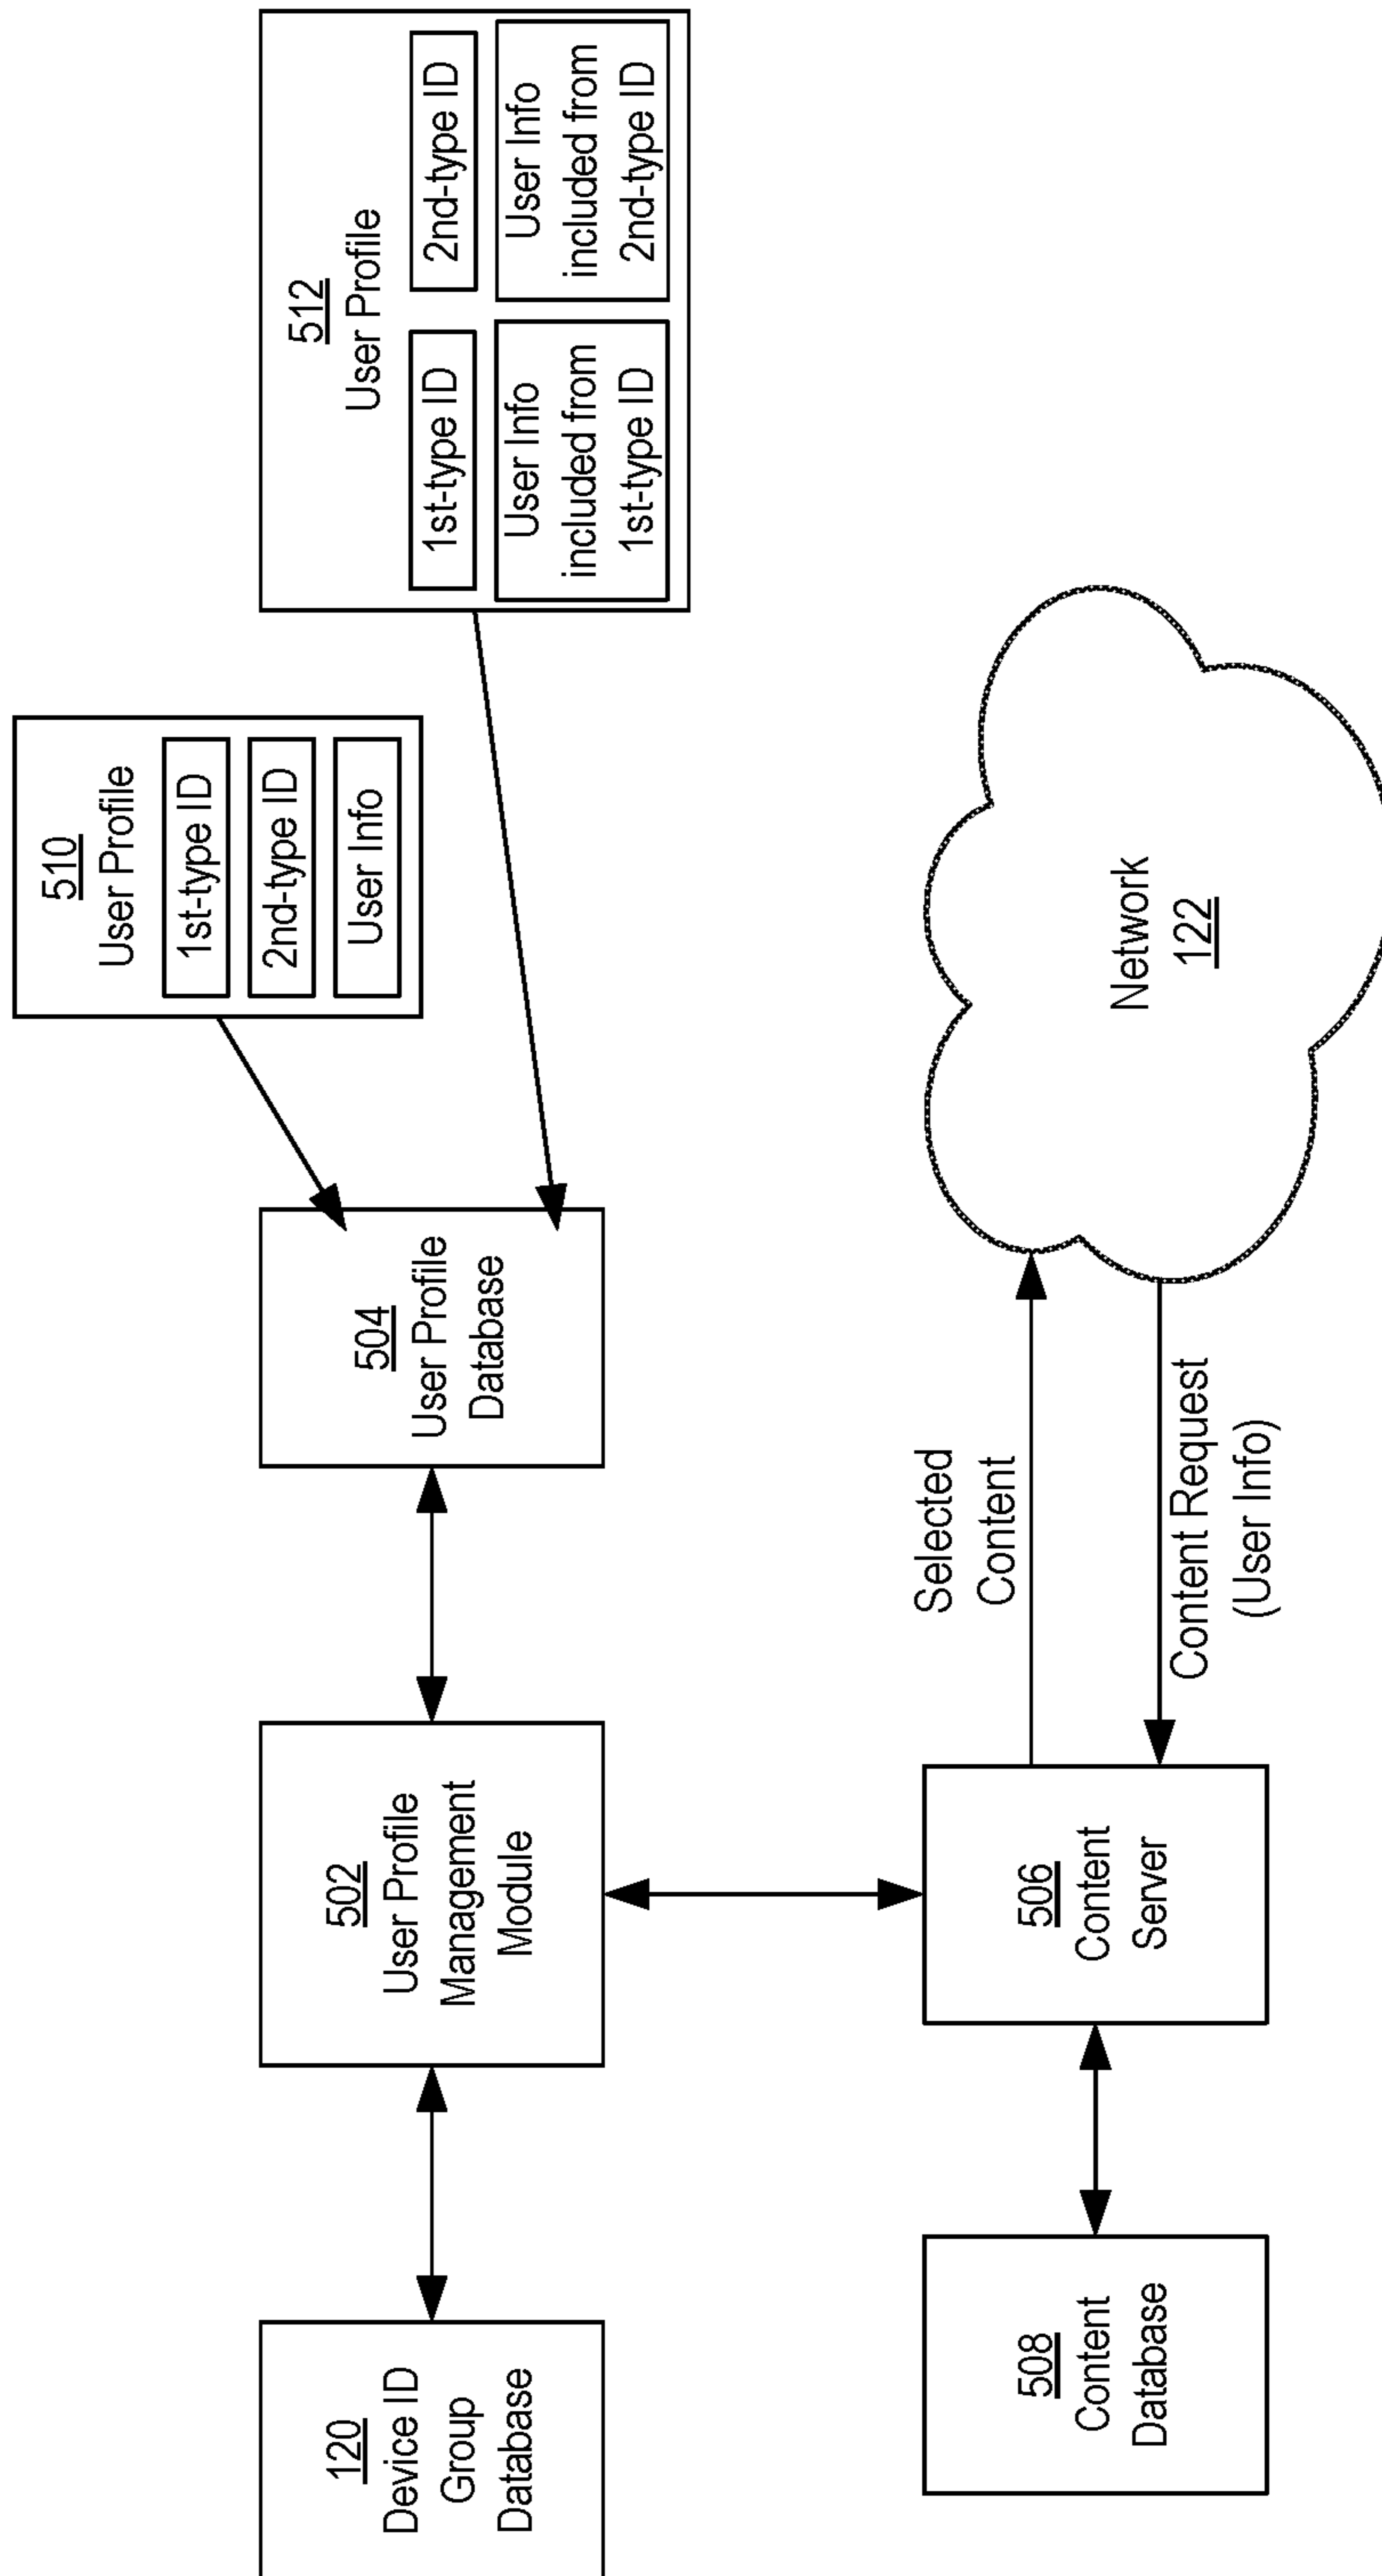 510
User Profile
1st-type ID
2nd-type ID
User Info
512
User Profile
1st-type ID
2nd-type ID
User Info
included from
1st-type ID
User Info
included from
2nd-type ID
120
Device ID
Group
Database
502
User Profile
Management
Module
504
User Profile
Database
508
Content
Database
506
Content
Server
Selected
Content
Content Request
(User Info)
Network
122